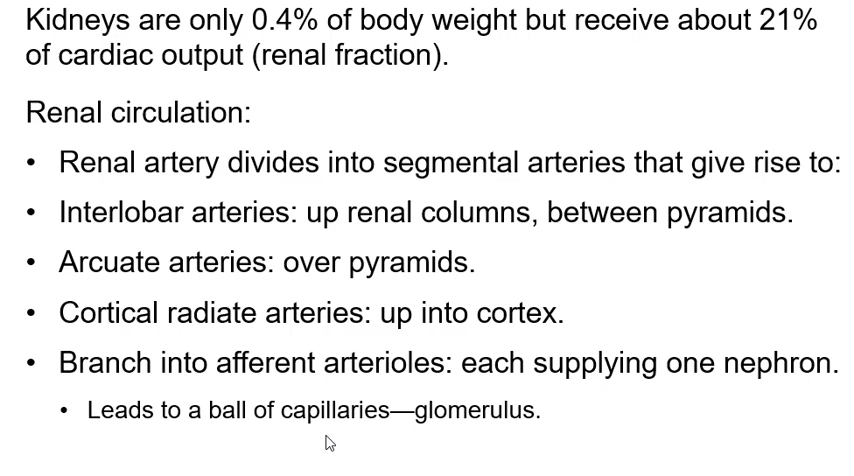 Kidneys are only 0.4% of body weight but receive about 21%
of cardiac output (renal fraction).
Renal circulation:
• Renal artery divides into segmental arteries that give rise to:
• Interlobar arteries: up renal columns, between pyramids.
• Arcuate arteries: over pyramids.
• Cortical radiate arteries: up into cortex.
• Branch into afferent arterioles: each supplying one nephron.
• Leads to a ball of capillaries—glomerulus.